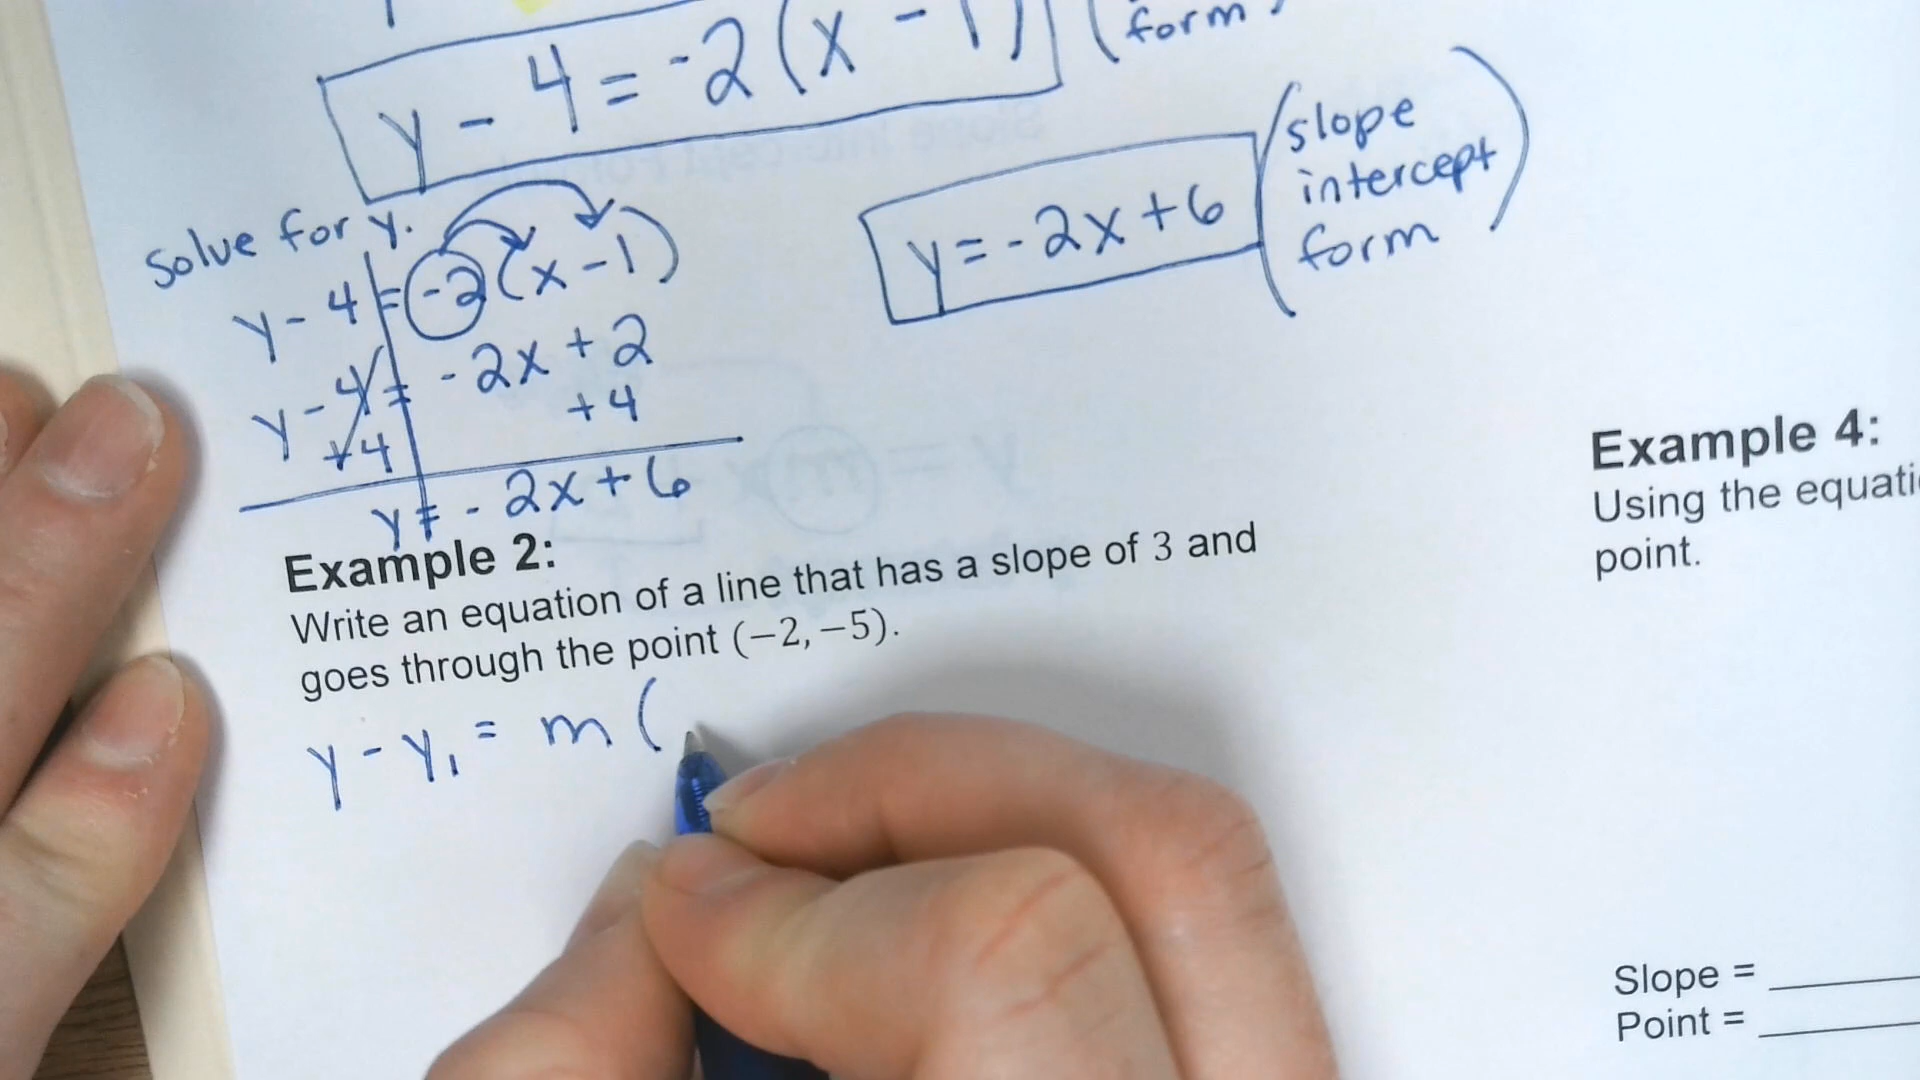 y - 4 = -2(x - 1) (
form
(slope
intercept
form)
y = -2x + 6
Solve for y.
y - 4 = -2(x - 1)
y - 4 = -2x + 2
+4 +4
y = -2x + 6
Example 2:
Write an equation of a line that has a slope of 3 and
goes through the point (−2, −5).
y - y₁ = m (
Example 4:
Using the
point.
Slope =
Point =